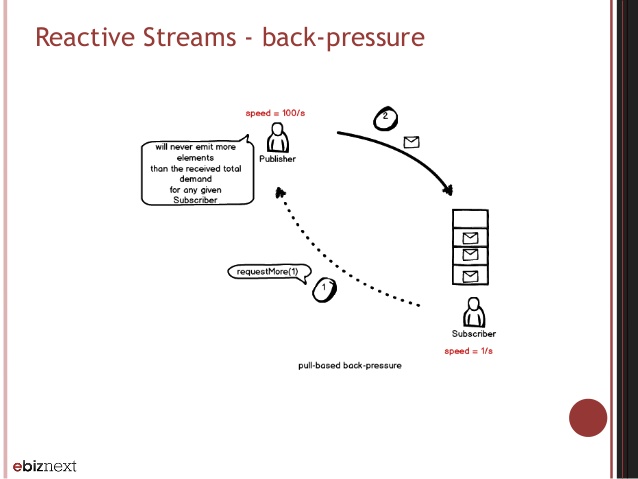 Reactive Streams - back-pressure
speed = 100/s
2
will never emit more
elements
than the received total
demand
for any given
Subscriber
Publisher
requestMore(1)
1
Subscriber
speed = 1/s
pull-based back-pressure
ebiznext